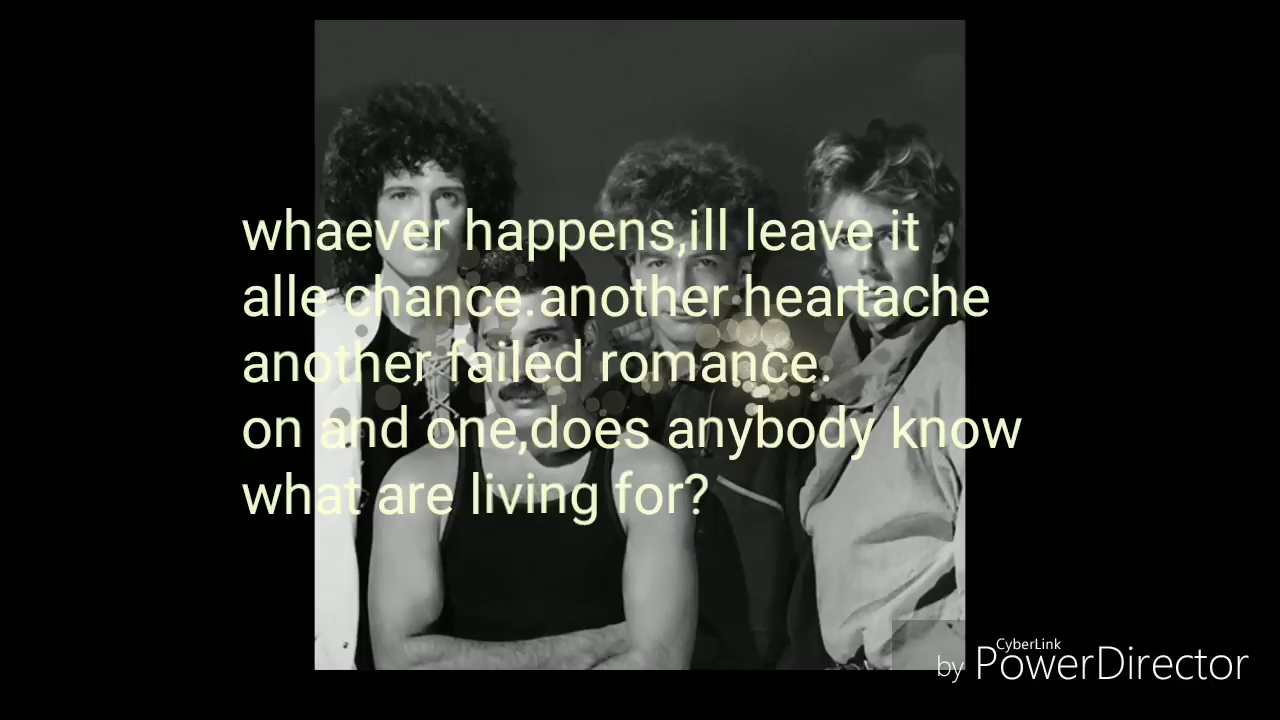 whaever happens,ill leave it
alle chance.another heartache
another failed romance.
on and one,does anybody know
what are living for?
CyberLink
by PowerDirector